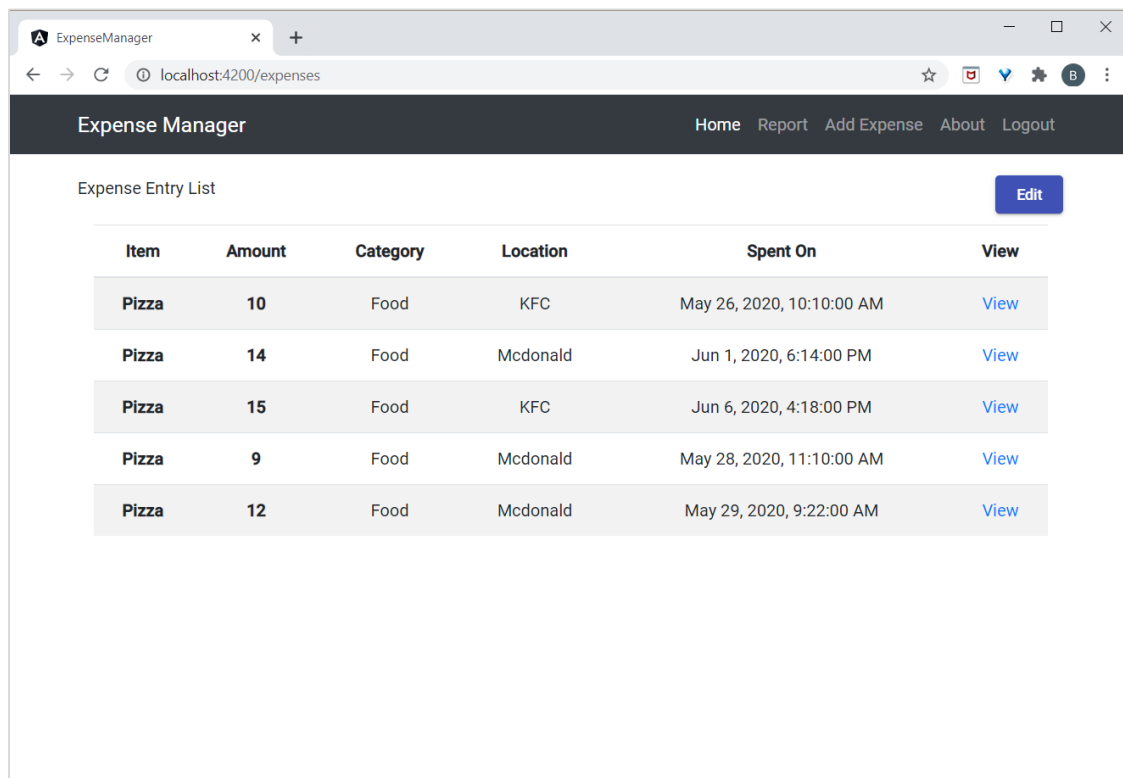 ExpenseManager
localhost:4200/expenses
B
Expense Manager Home Report Add Expense About Logout
Expense Entry List Edit
Item Amount Category Location Spent On View
Pizza 10 Food KFC May 26, 2020, 10:10:00 AM View
Pizza 14 Food Mcdonald Jun 1, 2020, 6:14:00 PM View
Pizza 15 Food KFC Jun 6, 2020, 4:18:00 PM View
Pizza 9 Food Mcdonald May 28, 2020, 11:10:00 AM View
Pizza 12 Food Mcdonald May 29, 2020, 9:22:00 AM View